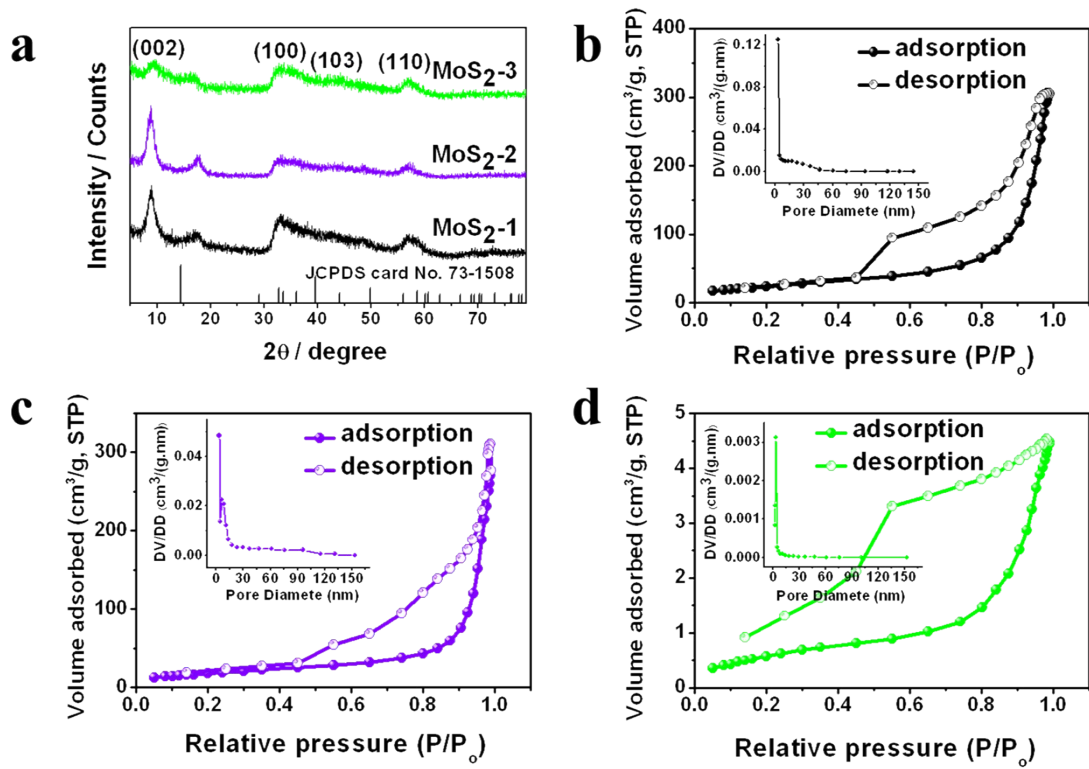 a
(002)
(100)
(103)
(110)
MoS2-3
MoS2-2
MoS2-1
JCPDS card No. 73-1508
Intensity / Counts
10 20 30 40 50 60 70
2θ / degree
b
adsorption
desorption
0.12
0.08
0.04
0.00
DV/DD (cm3/(g.nm))
0 30 60 90 120 150
Pore Diamete (nm)
400
300
200
100
0
Volume adsorbed (cm3/g, STP)
0.0 0.2 0.4 0.6 0.8 1.0
Relative pressure (P/Po)
c
adsorption
desorption
0.04
0.02
0.00
DV/DD (cm3/(g.nm))
0 30 60 90 120 150
Pore Diamete (nm)
300
200
100
0
Volume adsorbed (cm3/g, STP)
0.0 0.2 0.4 0.6 0.8 1.0
Relative pressure (P/Po)
d
adsorption
desorption
0.003
0.002
0.001
0.000
DV/DD (cm3/(g.nm))
0 30 60 90 120 150
Pore Diamete (nm)
5
4
3
2
1
0
Volume adsorbed (cm3/g, STP)
0.0 0.2 0.4 0.6 0.8 1.0
Relative pressure (P/Po)